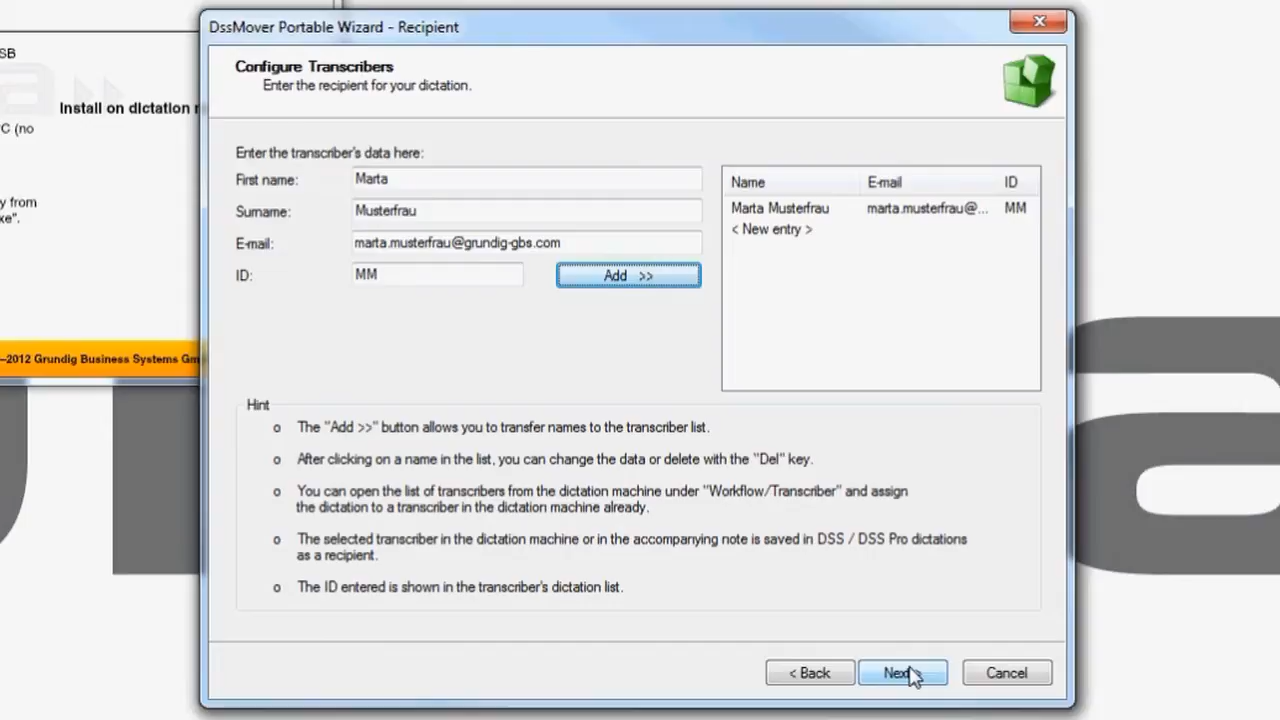 DssMover Portable Wizard - Recipient
SB
Install on dictation
C (no
y from
xe".
–2012 Grundig Business Systems Gm
Configure Transcribers
Enter the recipient for your dictation.
Enter the transcriber's data here:
First name: Marta
Surname: Musterfrau
E-mail: marta.musterfrau@grundig-gbs.com
ID: MM Add >>
Name E-mail ID
Marta Musterfrau marta.musterfrau@... MM
< New entry >
Hint
o The "Add >>" button allows you to transfer names to the transcriber list.
o After clicking on a name in the list, you can change the data or delete with the "Del" key.
o You can open the list of transcribers from the dictation machine under "Workflow/Transcriber" and assign
the dictation to a transcriber in the dictation machine already.
o The selected transcriber in the dictation machine or in the accompanying note is saved in DSS / DSS Pro dictations
as a recipient.
o The ID entered is shown in the transcriber's dictation list.
< Back Next Cancel